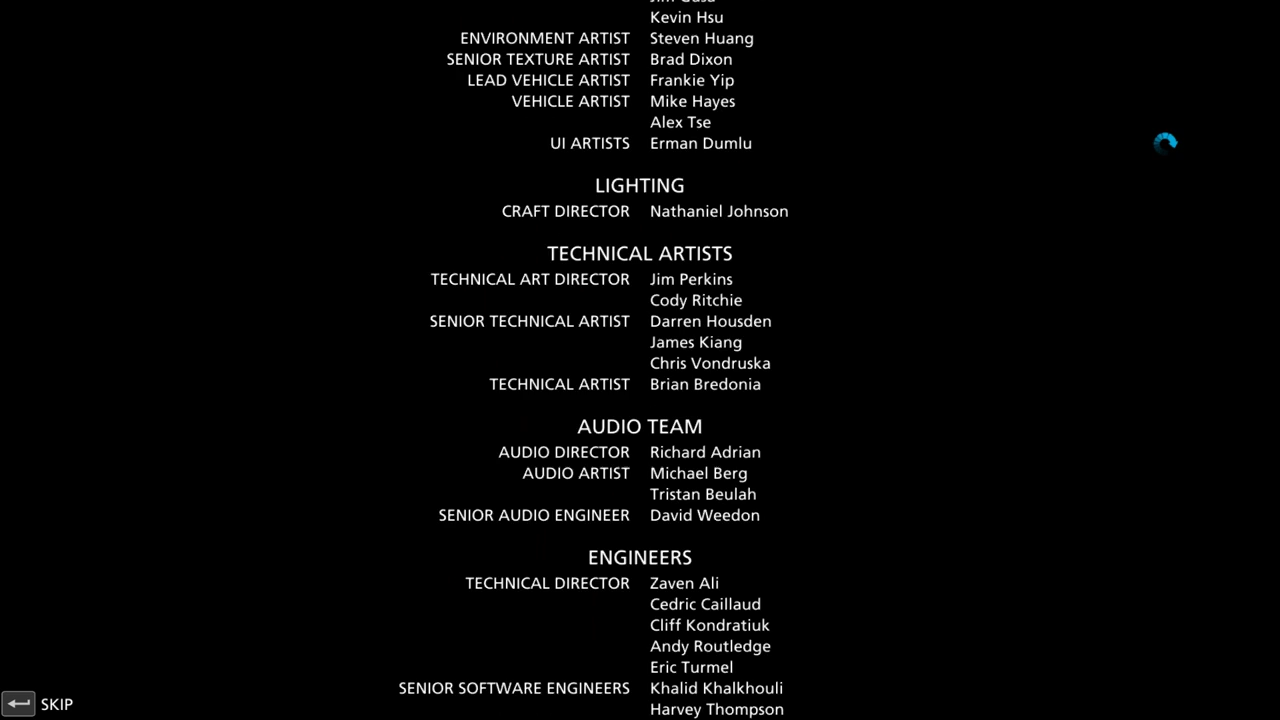 Kevin Hsu
ENVIRONMENT ARTIST Steven Huang
SENIOR TEXTURE ARTIST Brad Dixon
LEAD VEHICLE ARTIST Frankie Yip
VEHICLE ARTIST Mike Hayes
Alex Tse
UI ARTISTS Erman Dumlu
LIGHTING
CRAFT DIRECTOR Nathaniel Johnson
TECHNICAL ARTISTS
TECHNICAL ART DIRECTOR Jim Perkins
Cody Ritchie
SENIOR TECHNICAL ARTIST Darren Housden
James Kiang
Chris Vondruska
TECHNICAL ARTIST Brian Bredonia
AUDIO TEAM
AUDIO DIRECTOR Richard Adrian
AUDIO ARTIST Michael Berg
Tristan Beulah
SENIOR AUDIO ENGINEER David Weedon
ENGINEERS
TECHNICAL DIRECTOR Zaven Ali
Cedric Caillaud
Cliff Kondratiuk
Andy Routledge
Eric Turmel
SENIOR SOFTWARE ENGINEERS Khalid Khalkhouli
Harvey Thompson
SKIP